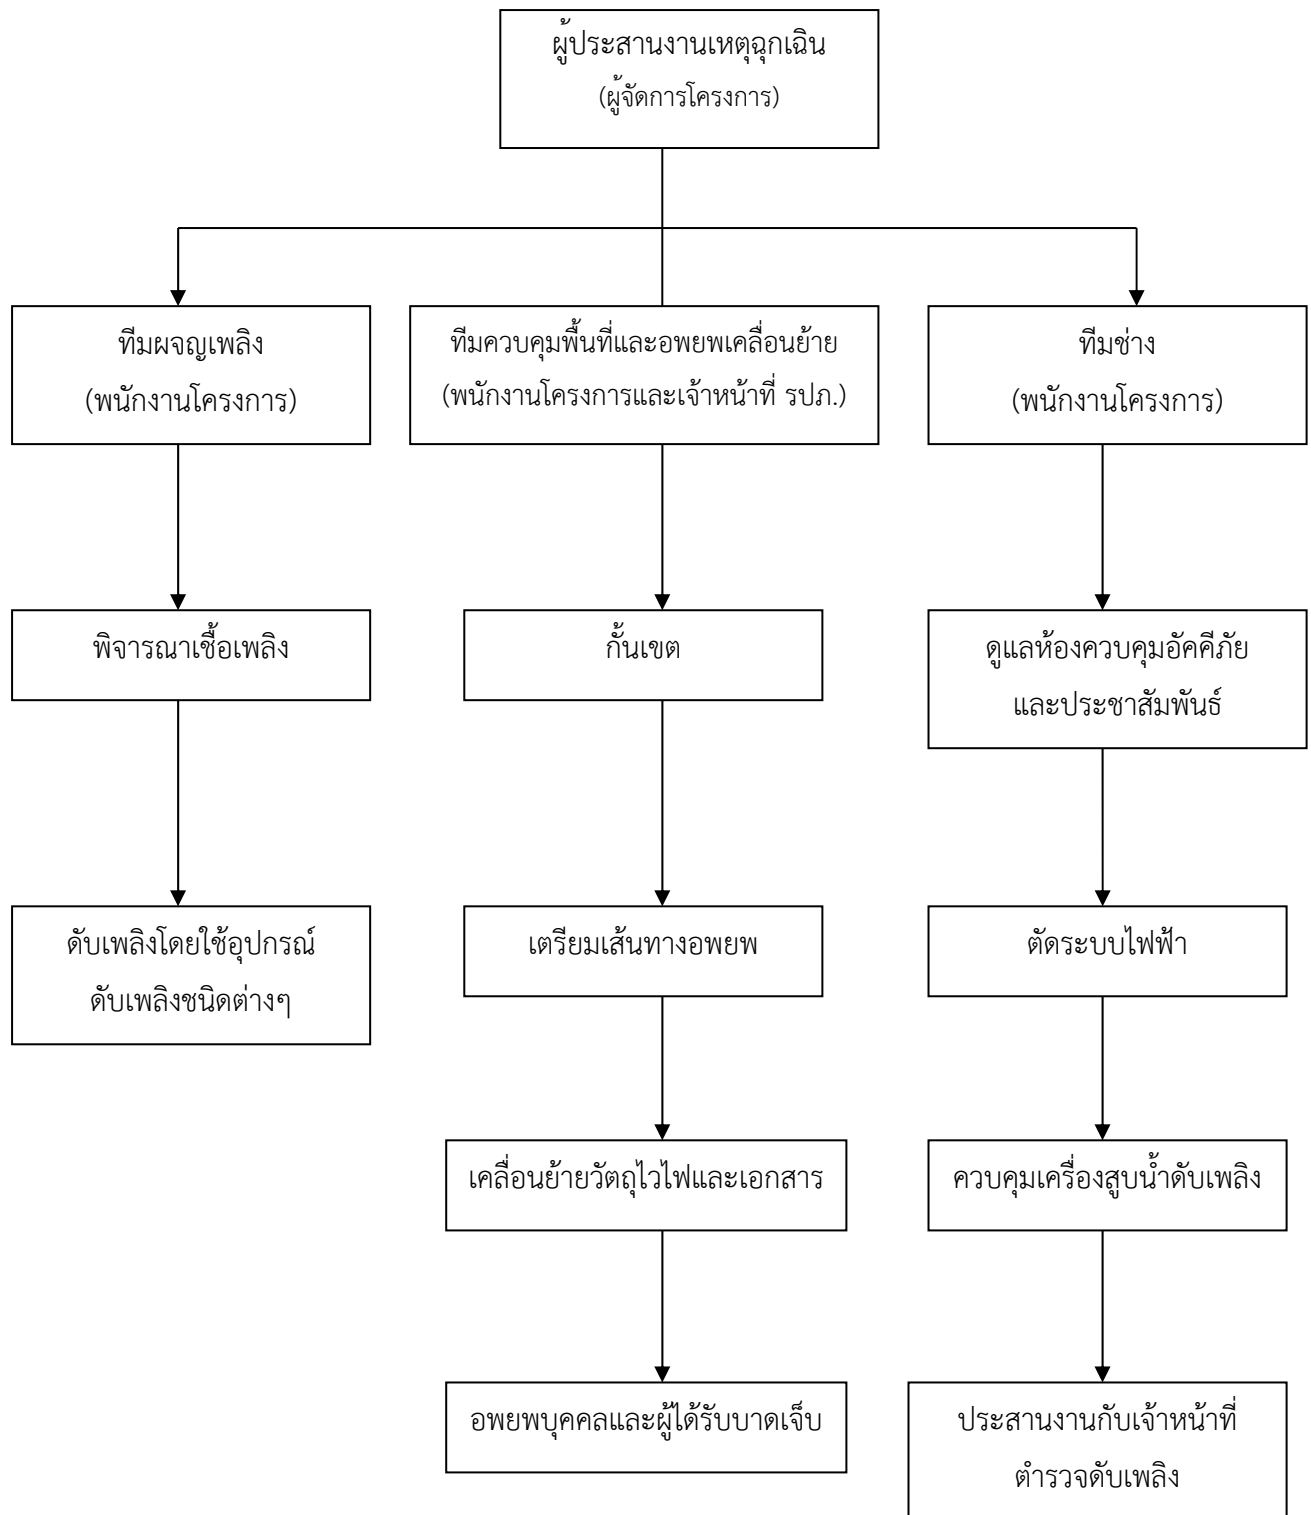 ผู้ประสานงานเหตุฉุกเฉิน
(ผู้จัดการโครงการ)
ทีมผจญเพลิง
(พนักงานโครงการ)
ทีมควบคุมพื้นที่และอพยพเคลื่อนย้าย
(พนักงานโครงการและเจ้าหน้าที่ รปภ.)
ทีมช่าง
(พนักงานโครงการ)
พิจารณาเชื้อเพลิง
กั้นเขต
ดูแลห้องควบคุมอัคคีภัย
และประชาสัมพันธ์
ดับเพลิงโดยใช้อุปกรณ์
ดับเพลิงชนิดต่างๆ
เตรียมเส้นทางอพยพ
ตัดระบบไฟฟ้า
เคลื่อนย้ายวัตถุไวไฟและเอกสาร
ควบคุมเครื่องสูบน้ำดับเพลิง
อพยพบุคคลและผู้ได้รับบาดเจ็บ
ประสานงานกับเจ้าหน้าที่
ตำรวจดับเพลิง